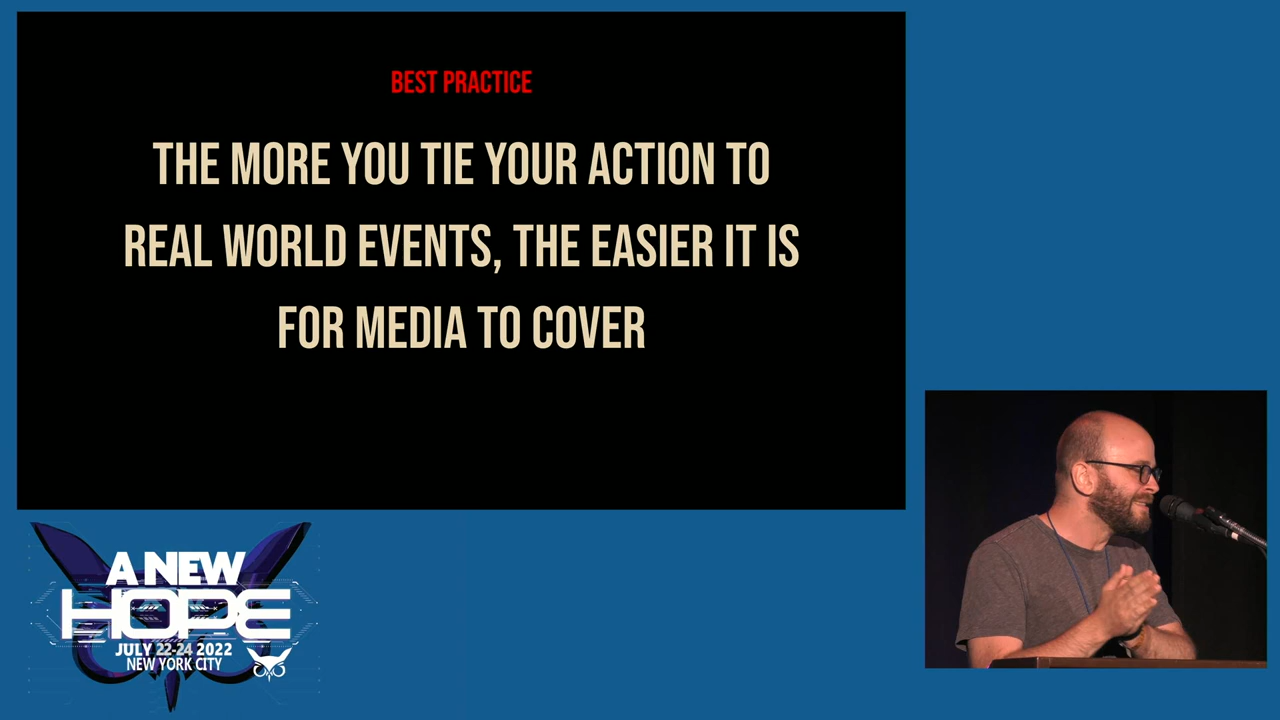 BEST PRACTICE
THE MORE YOU TIE YOUR ACTION TO
REAL WORLD EVENTS, THE EASIER IT IS
FOR MEDIA TO COVER
A NEW
HOPE
JULY 22-24 2022
NEW YORK CITY